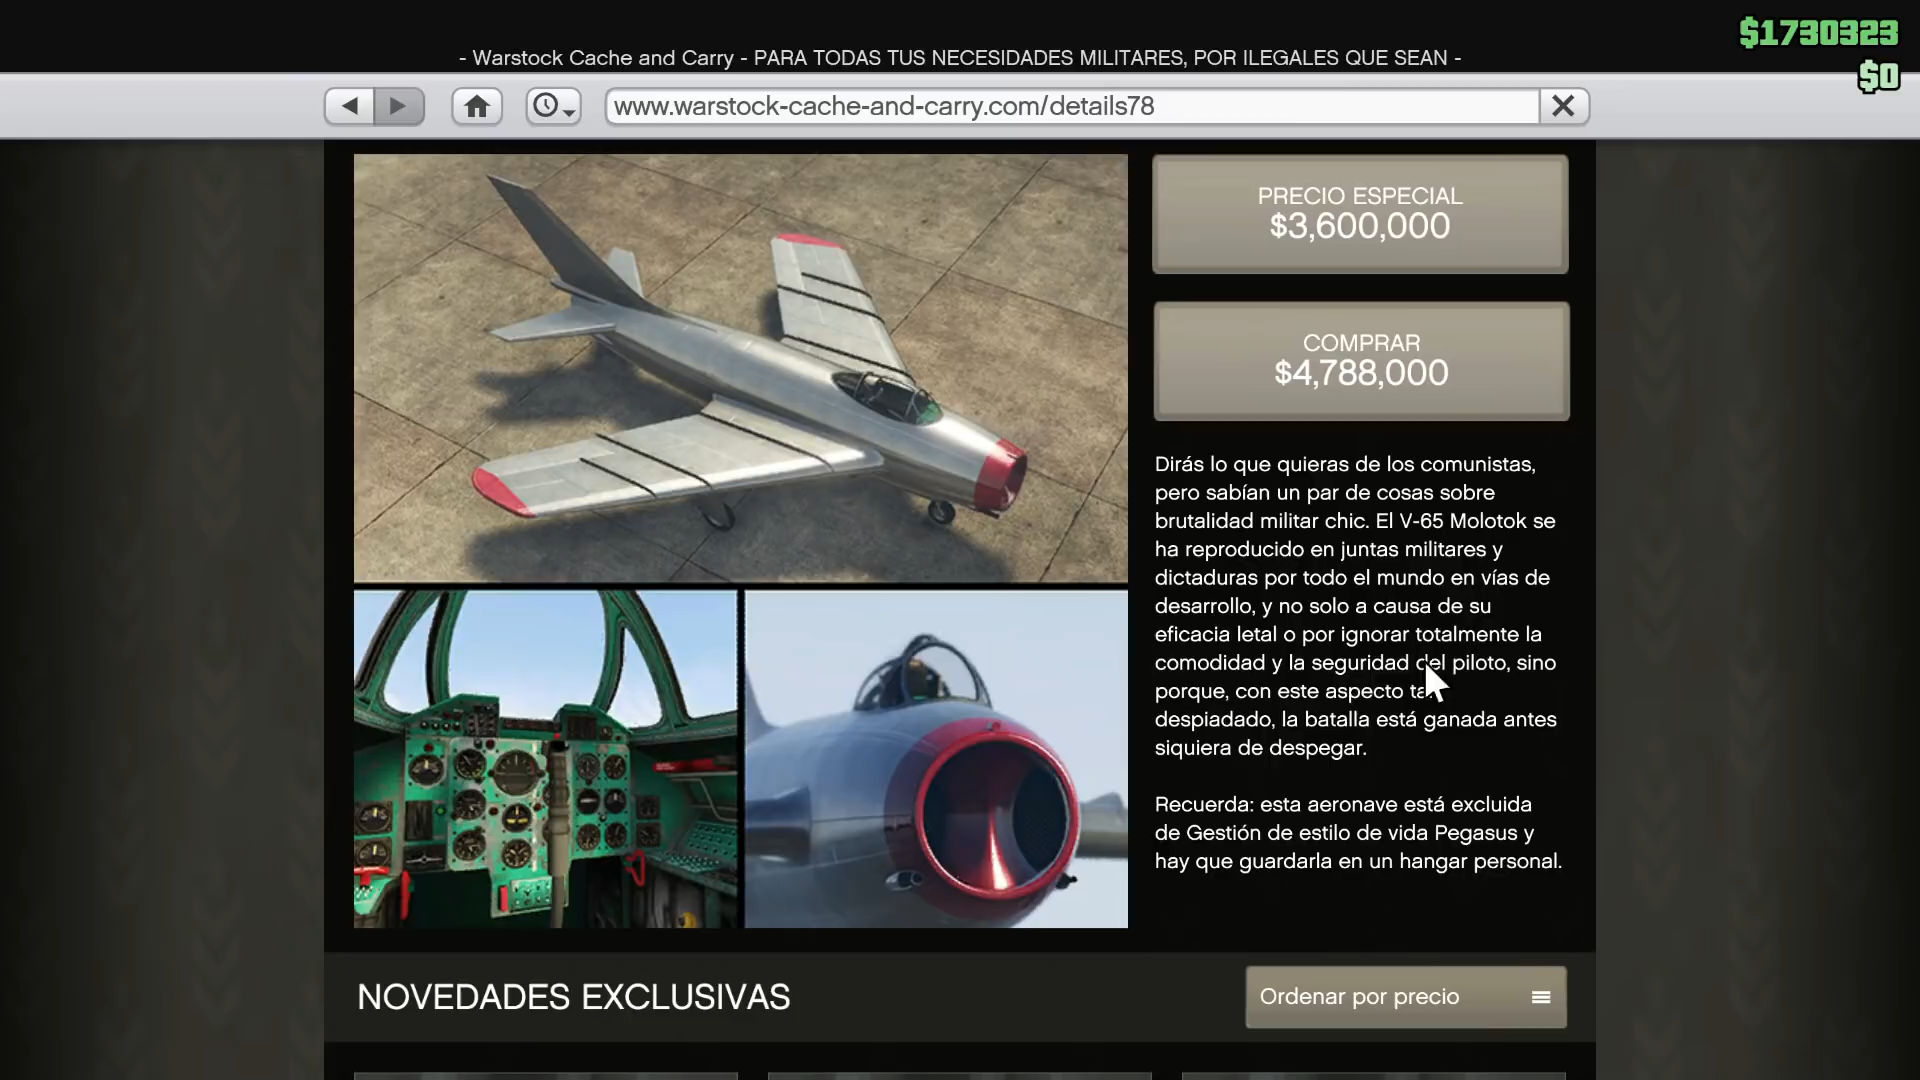 $1730323
- Warstock Cache and Carry - PARA TODAS TUS NECESIDADES MILITARES, POR ILEGALES QUE SEAN -
$0
www.warstock-cache-and-carry.com/details78
PRECIO ESPECIAL
$3,600,000
COMPRAR
$4,788,000
Dirás lo que quieras de los comunistas,
pero sabían un par de cosas sobre
brutalidad militar chic. El V-65 Molotok se
ha reproducido en juntas militares y
dictaduras por todo el mundo en vías de
desarrollo, y no solo a causa de su
eficacia letal o por ignorar totalmente la
comodidad y la seguridad del piloto, sino
porque, con este aspecto
despiadado, la batalla está ganada antes
siquiera de despegar.
Recuerda: esta aeronave está excluida
de Gestión de estilo de vida Pegasus y
hay que guardarla en un hangar personal.
NOVEDADES EXCLUSIVAS
Ordenar por precio